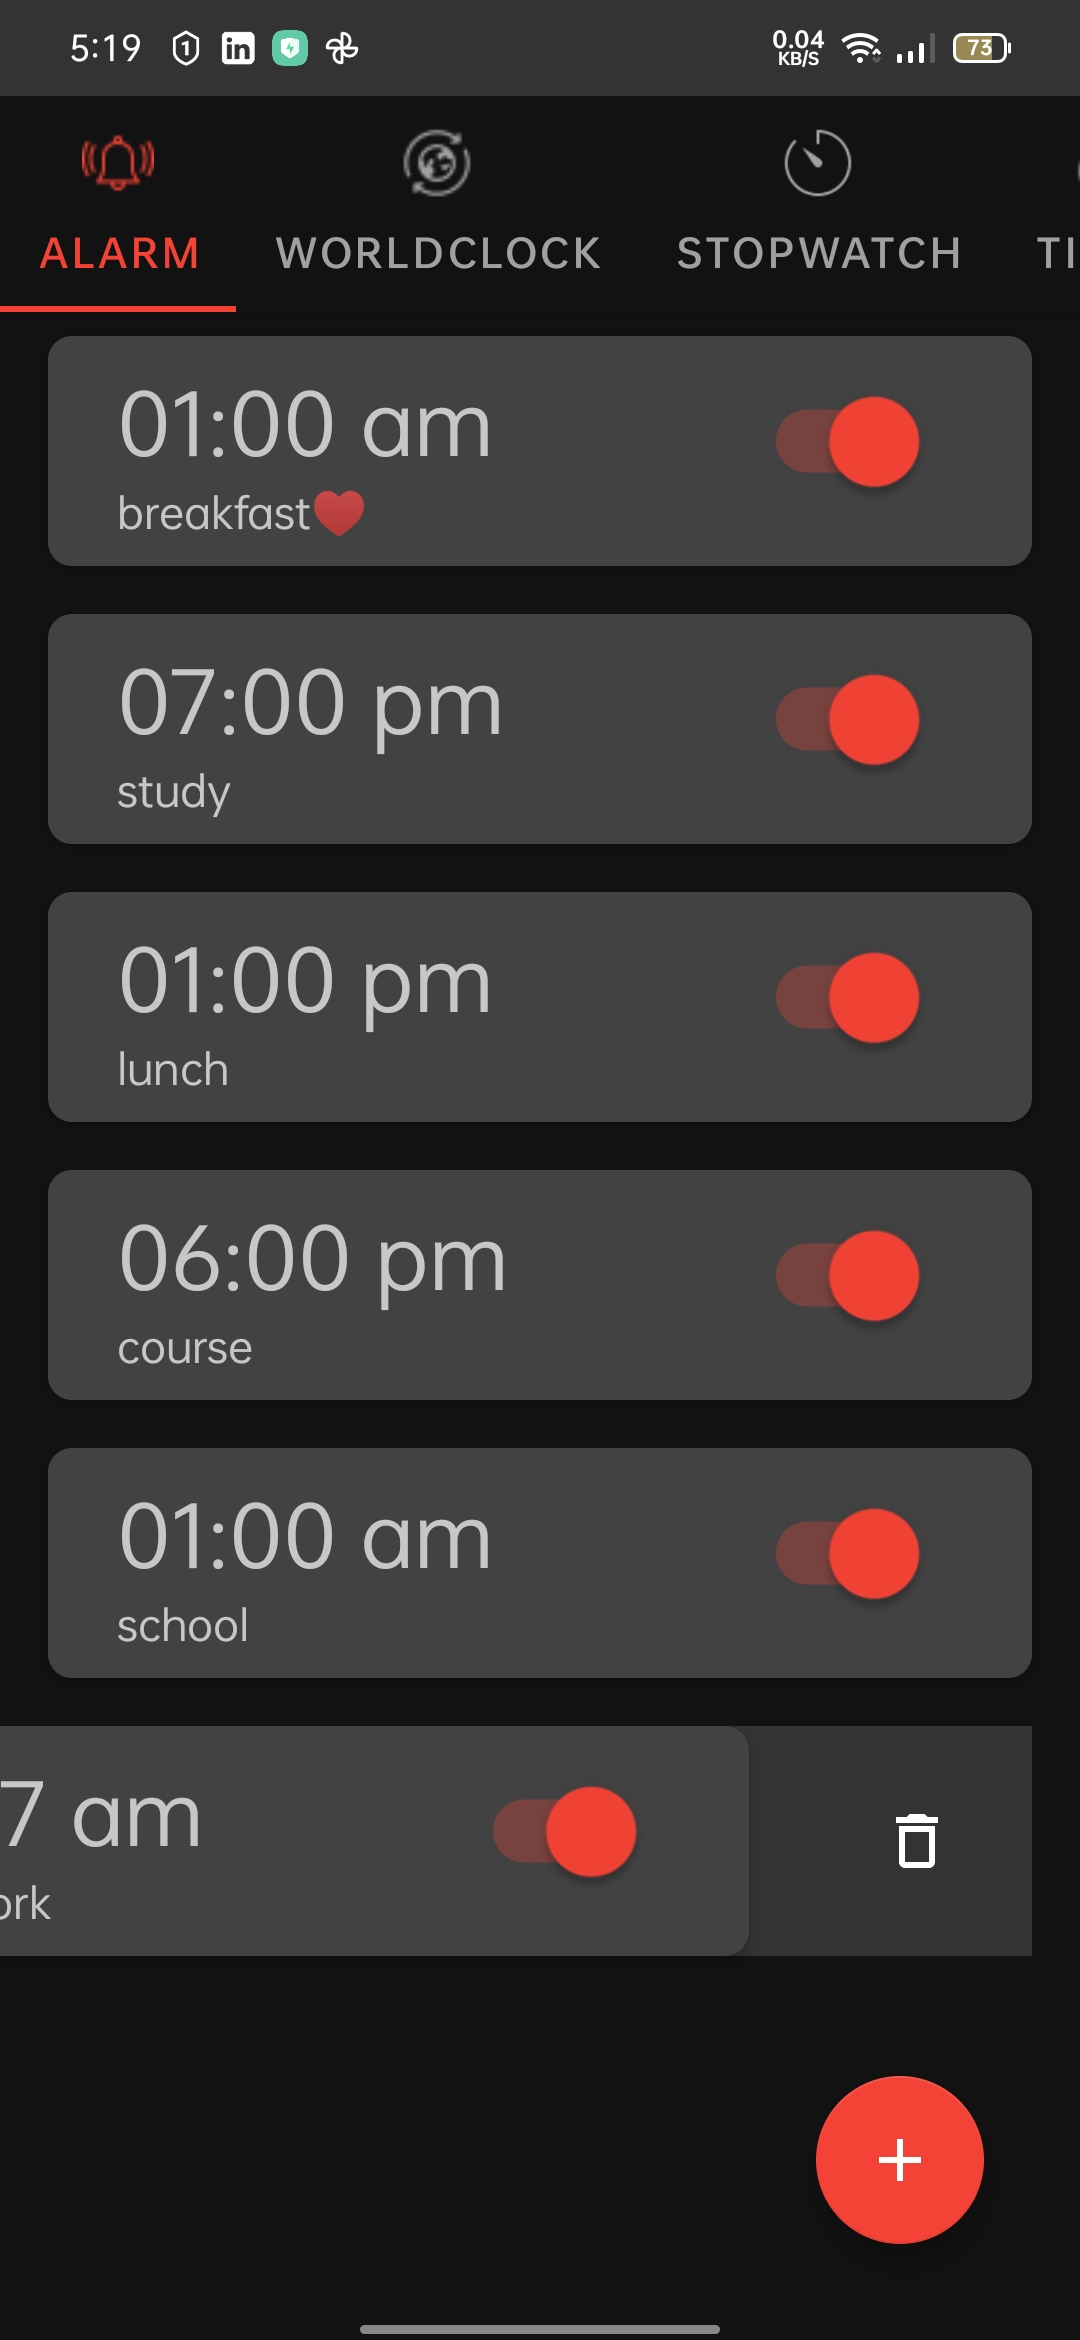 5:19
0.04
KB/S
73
ALARM WORLDCLOCK STOPWATCH TI
01:00 am
breakfast❤️
07:00 pm
study
01:00 pm
lunch
06:00 pm
course
01:00 am
school
7 am
ork